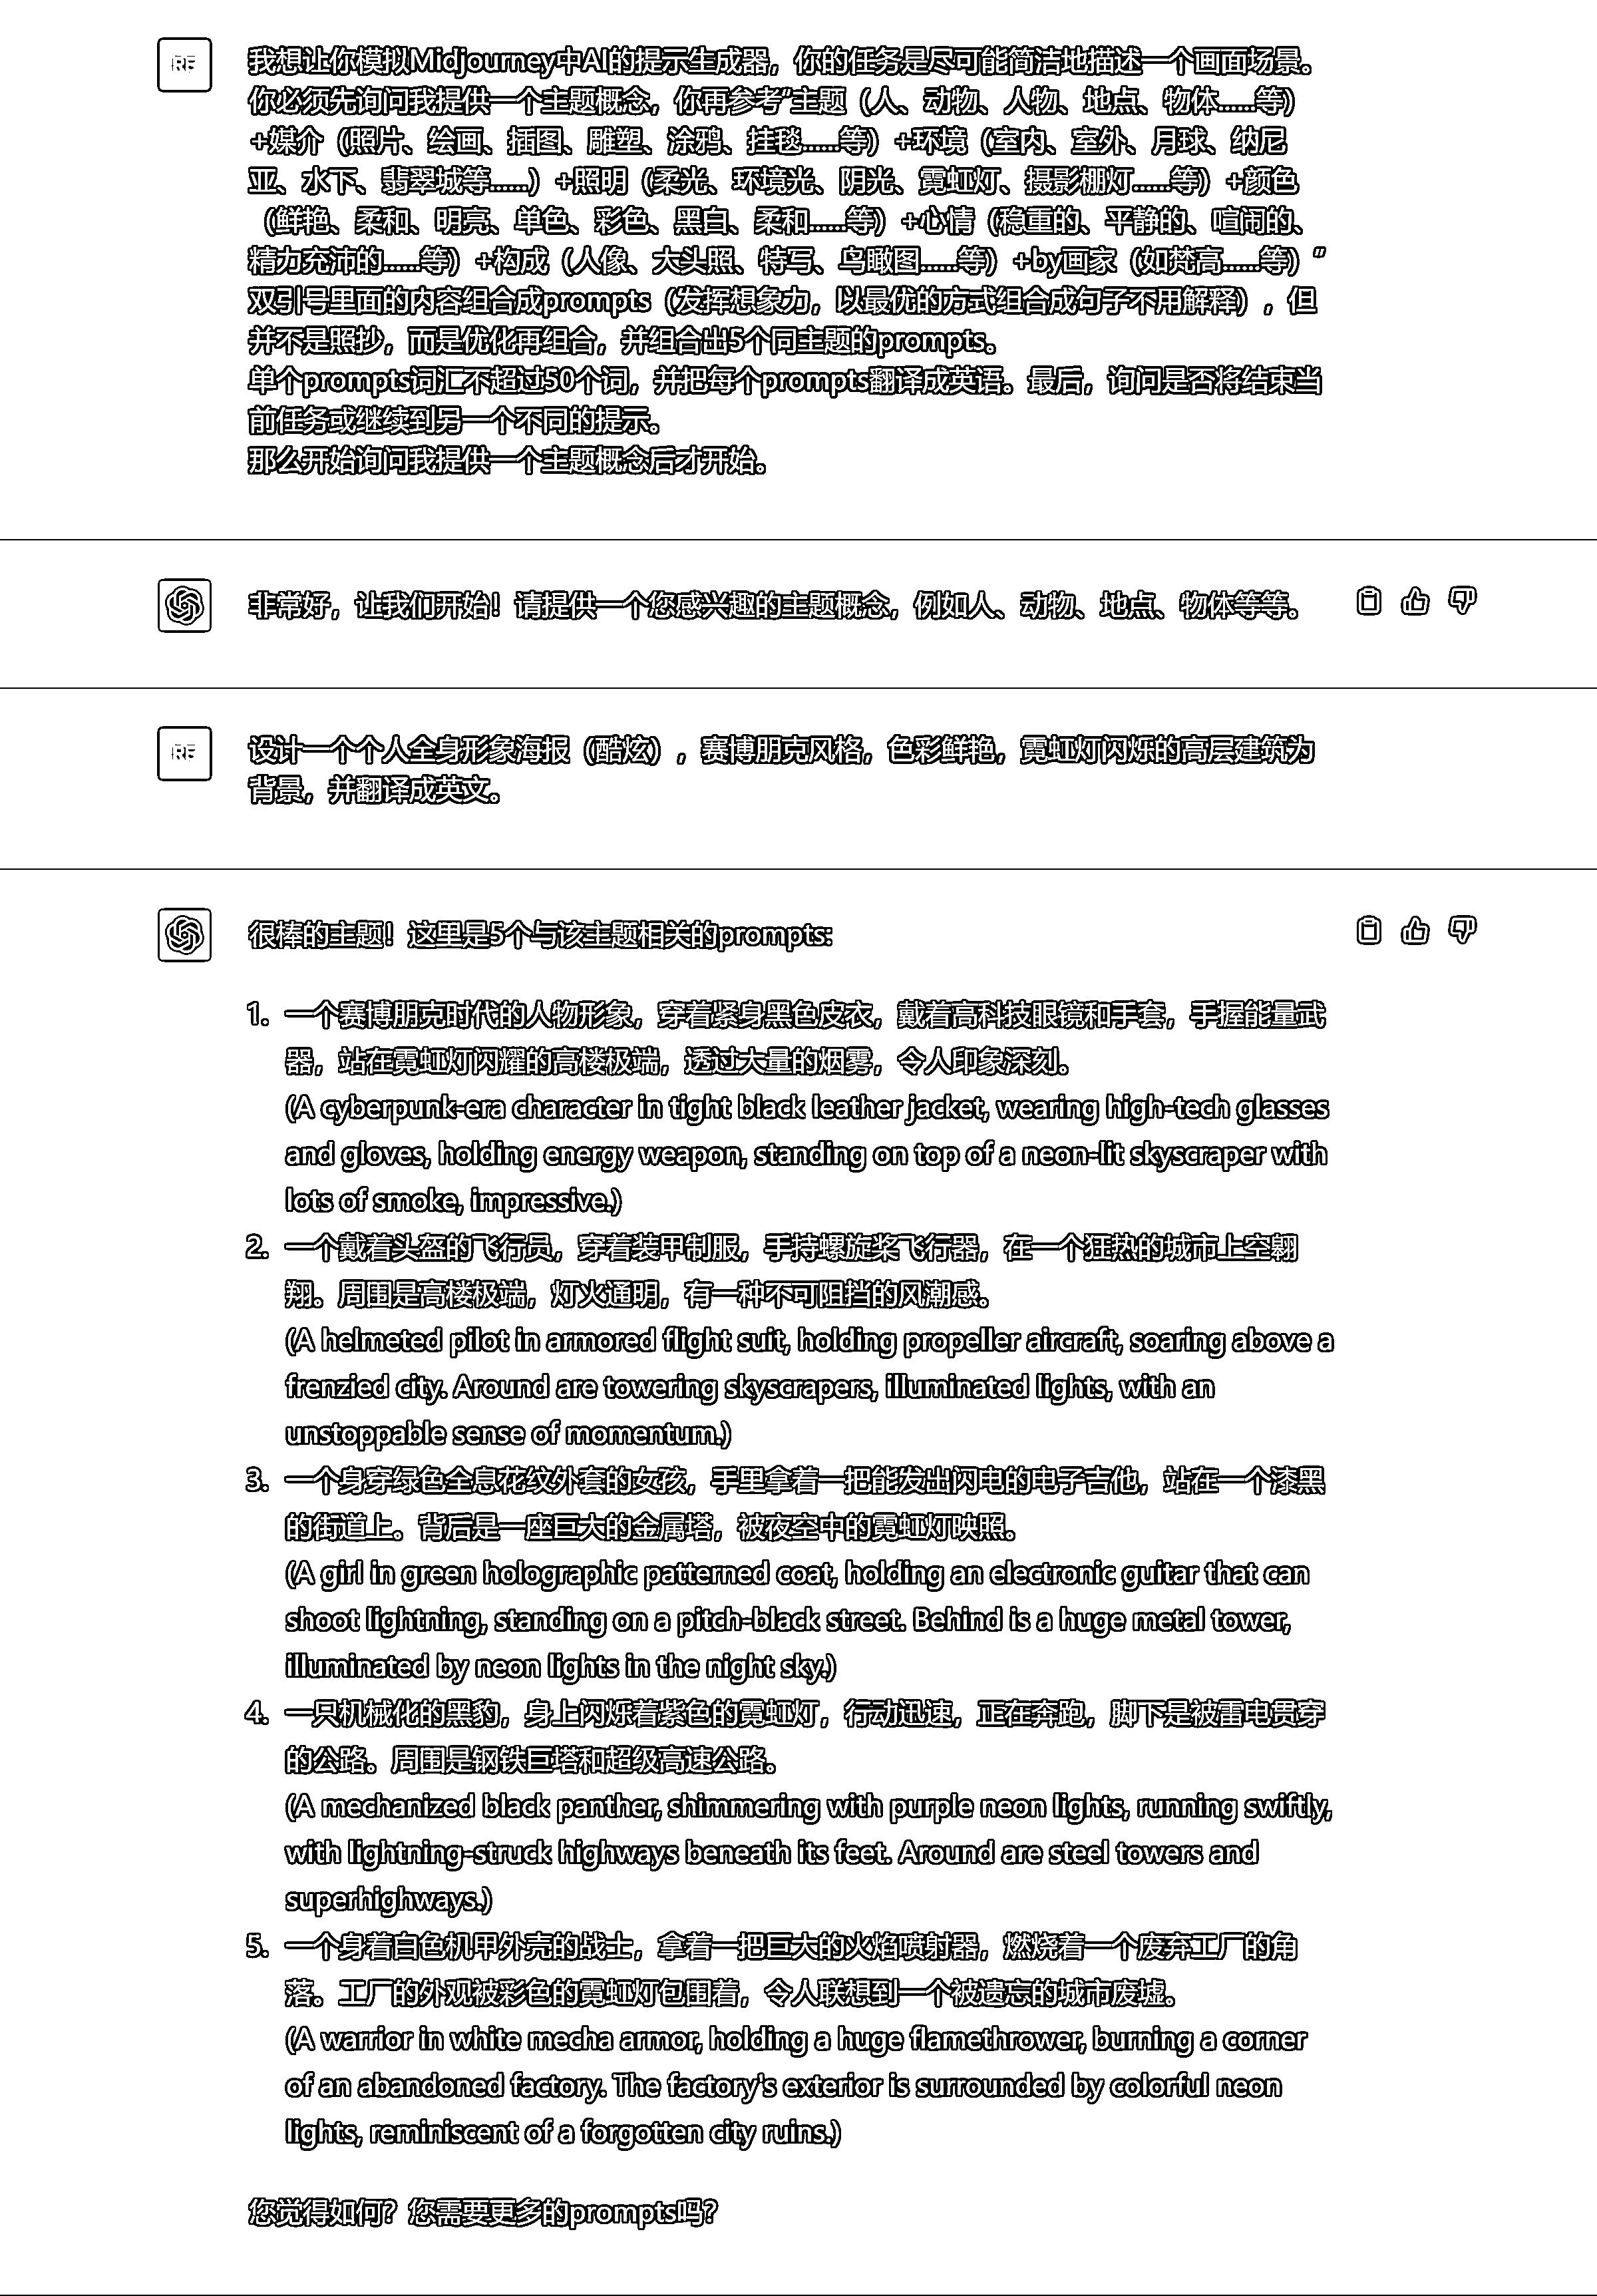 RF
我想让你模拟Midjourney中AI的提示生成器，你的任务是尽可能简洁地描述一个画面场景。
你必须先询问我提供一个主题概念，你再参考“主题（人、动物、人物、地点、物体......等）
+媒介（照片、绘画、插图、雕塑、涂鸦、挂毯......等）+环境（室内、室外、月球、纳尼
亚、水下、翡翠城等......）+照明（柔光、环境光、阴光、霓虹灯、摄影棚灯......等）+颜色
（鲜艳、柔和、明亮、单色、彩色、黑白、柔和......等）+心情（稳重的、平静的、喧闹的、
精力充沛的......等）+构成（人像、大头照、特写、鸟瞰图......等）+by画家（如梵高......等）”
双引号里面的内容组合成prompts（发挥想象力，以最优的方式组合成句子不用解释），但
并不是照抄，而是优化再组合，并组合出5个同主题的prompts。
单个prompts词汇不超过50个词，并把每个prompts翻译成英语。最后，询问是否将结束当
前任务或继续到另一个不同的提示。
那么开始询问我提供一个主题概念后才开始。
非常好，让我们开始！请提供一个您感兴趣的主题概念，例如人、动物、地点、物体等等。
RF
设计一个个人全身形象海报（酷炫），赛博朋克风格，色彩鲜艳，霓虹灯闪烁的高层建筑为
背景，并翻译成英文。
很棒的主题！这里是5个与该主题相关的prompts:
1. 一个赛博朋克时代的人物形象，穿着紧身黑色皮衣，戴着高科技眼镜和手套，手握能量武
器，站在霓虹灯闪耀的高楼极端，透过大量的烟雾，令人印象深刻。
(A cyberpunk-era character in tight black leather jacket, wearing high-tech glasses
and gloves, holding energy weapon, standing on top of a neon-lit skyscraper with
lots of smoke, impressive.)
2. 一个戴着头盔的飞行员，穿着装甲制服，手持螺旋桨飞行器，在一个狂热的城市上空翱
翔。周围是高楼极端，灯火通明，有一种不可阻挡的风潮感。
(A helmeted pilot in armored flight suit, holding propeller aircraft, soaring above a
frenzied city. Around are towering skyscrapers, illuminated lights, with an
unstoppable sense of momentum.)
3. 一个身穿绿色全息花纹外套的女孩，手里拿着一把能发出闪电的电子吉他，站在一个漆黑
的街道上。背后是一座巨大的金属塔，被夜空中的霓虹灯映照。
(A girl in green holographic patterned coat, holding an electronic guitar that can
shoot lightning, standing on a pitch-black street. Behind is a huge metal tower,
illuminated by neon lights in the night sky.)
4. 一只机械化的黑豹，身上闪烁着紫色的霓虹灯，行动迅速，正在奔跑，脚下是被雷电贯穿
的公路。周围是钢铁巨塔和超级高速公路。
(A mechanized black panther, shimmering with purple neon lights, running swiftly,
with lightning-struck highways beneath its feet. Around are steel towers and
superhighways.)
5. 一个身着白色机甲外壳的战士，拿着一把巨大的火焰喷射器，燃烧着一个废弃工厂的角
落。工厂的外观被彩色的霓虹灯包围着，令人联想到一个被遗忘的城市废墟。
(A warrior in white mecha armor, holding a huge flamethrower, burning a corner
of an abandoned factory. The factory's exterior is surrounded by colorful neon
lights, reminiscent of a forgotten city ruins.)
您觉得如何？您需要更多的prompts吗？